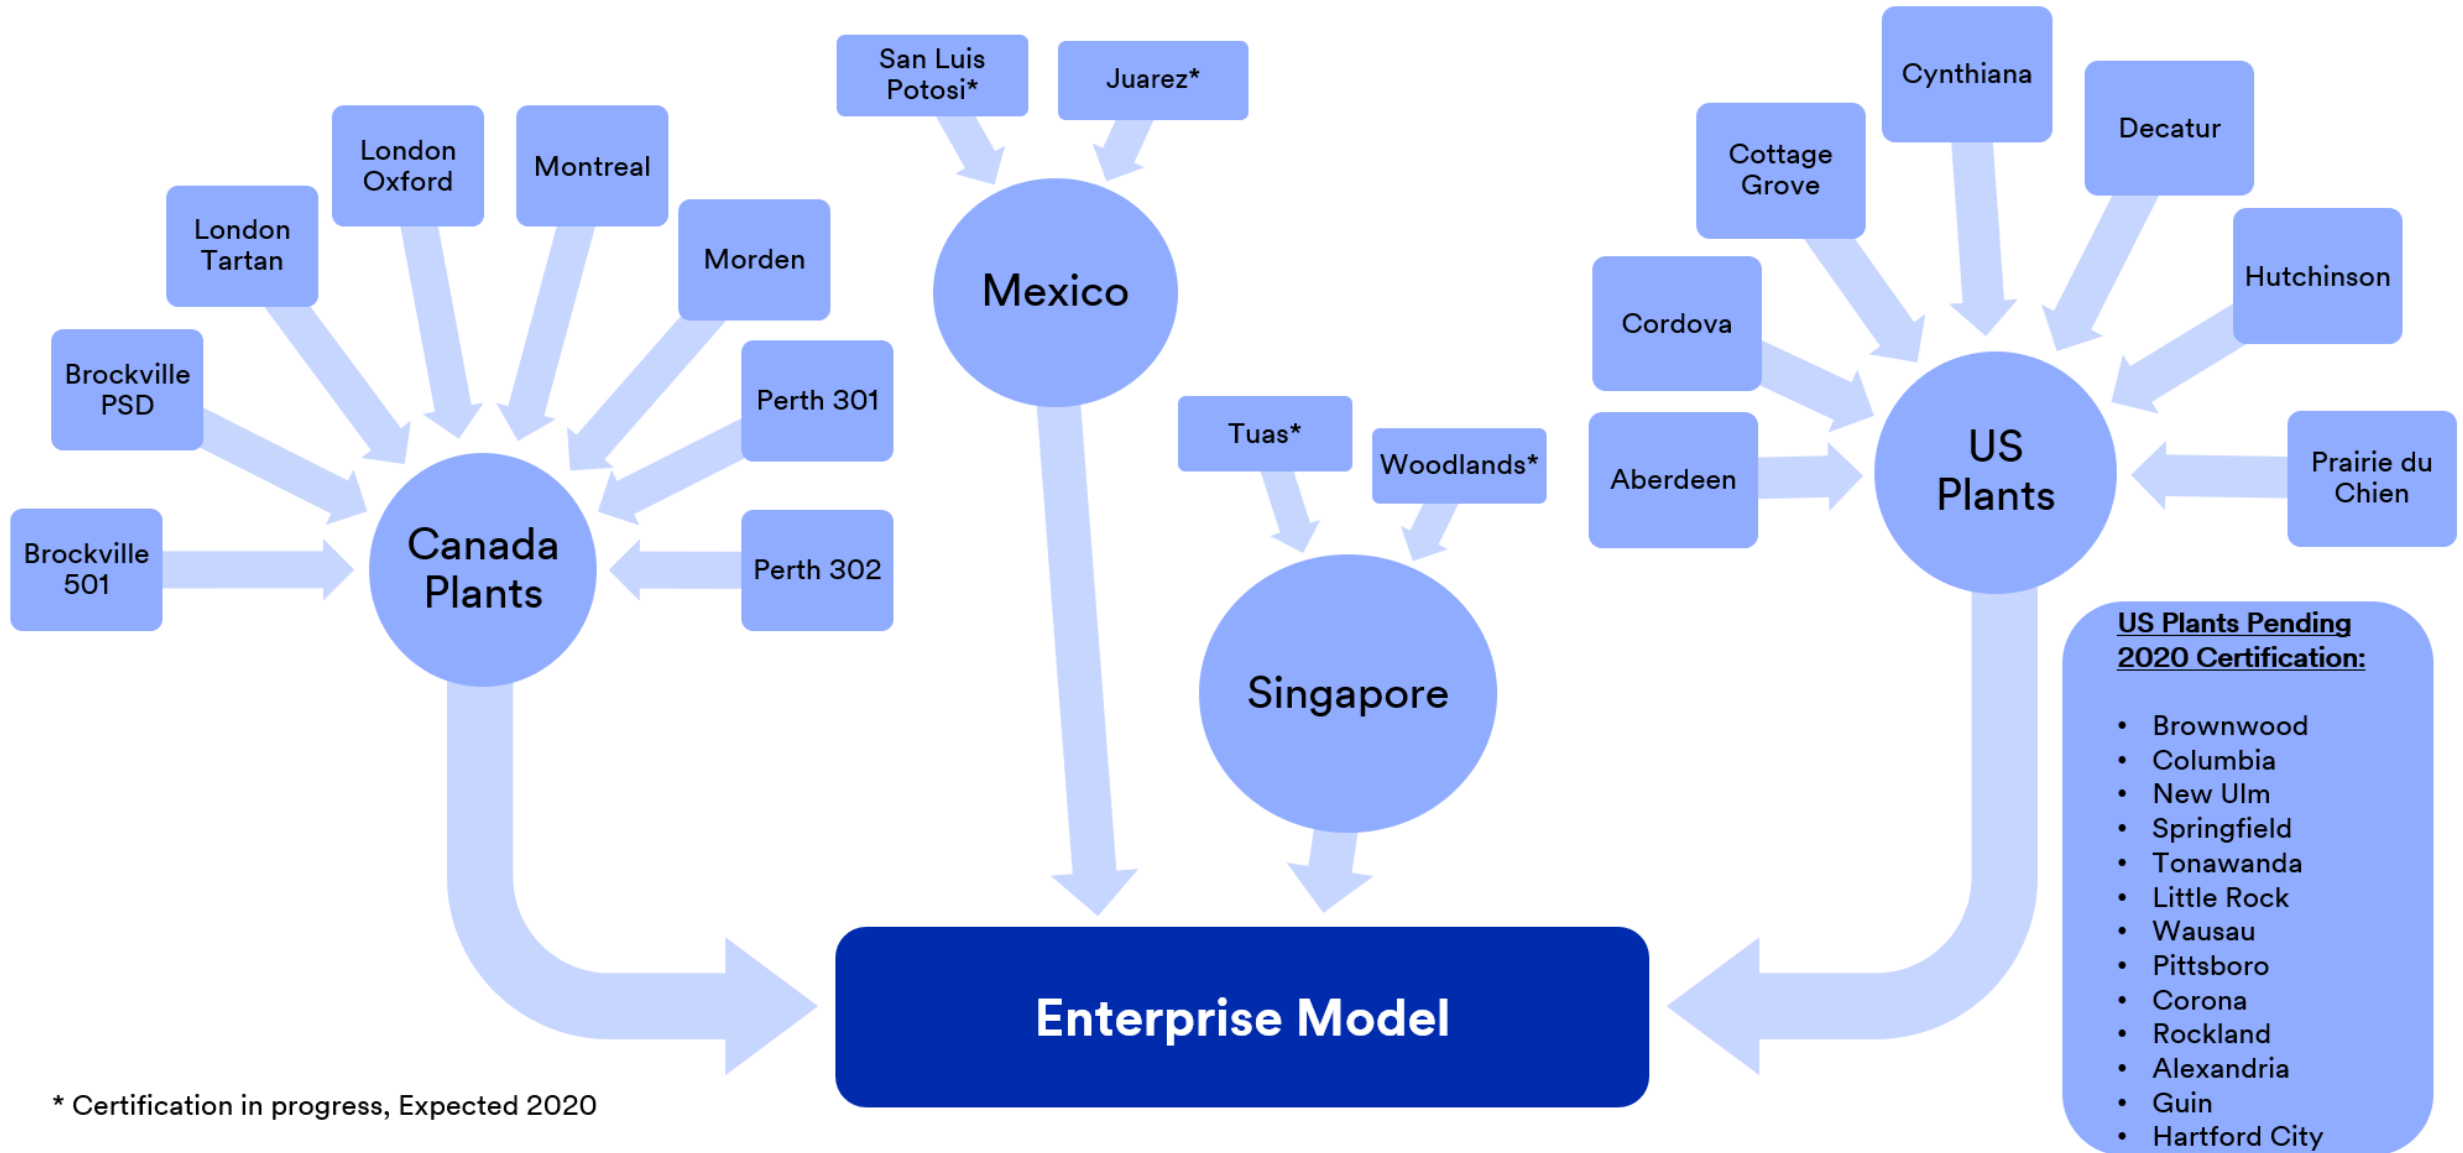 San Luis
Potosi*
Juarez*
Cynthiana
Decatur
Cottage
Grove
London
Oxford
Montreal
London
Tartan
Morden
Hutchinson
Mexico
Cordova
Brockville
PSD
Perth 301
Tuas*
Woodlands*
US
Plants
Aberdeen
Prairie du
Chien
Canada
Plants
Brockville
501
Perth 302
Singapore
US Plants Pending
2020 Certification:
• Brownwood
• Columbia
• New Ulm
• Springfield
• Tonawanda
• Little Rock
• Wausau
• Pittsboro
• Corona
• Rockland
• Alexandria
• Guin
• Hartford City
Enterprise Model
* Certification in progress, Expected 2020